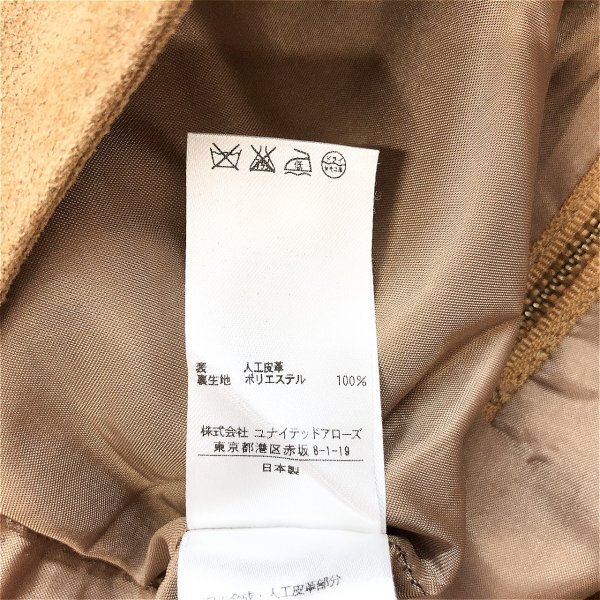 表 人工皮革
裏生地 ポリエステル 100%
株式会社 ユナイテッドアローズ
東京都港区赤坂 8-1-19
日本製
合成・人工皮革部分